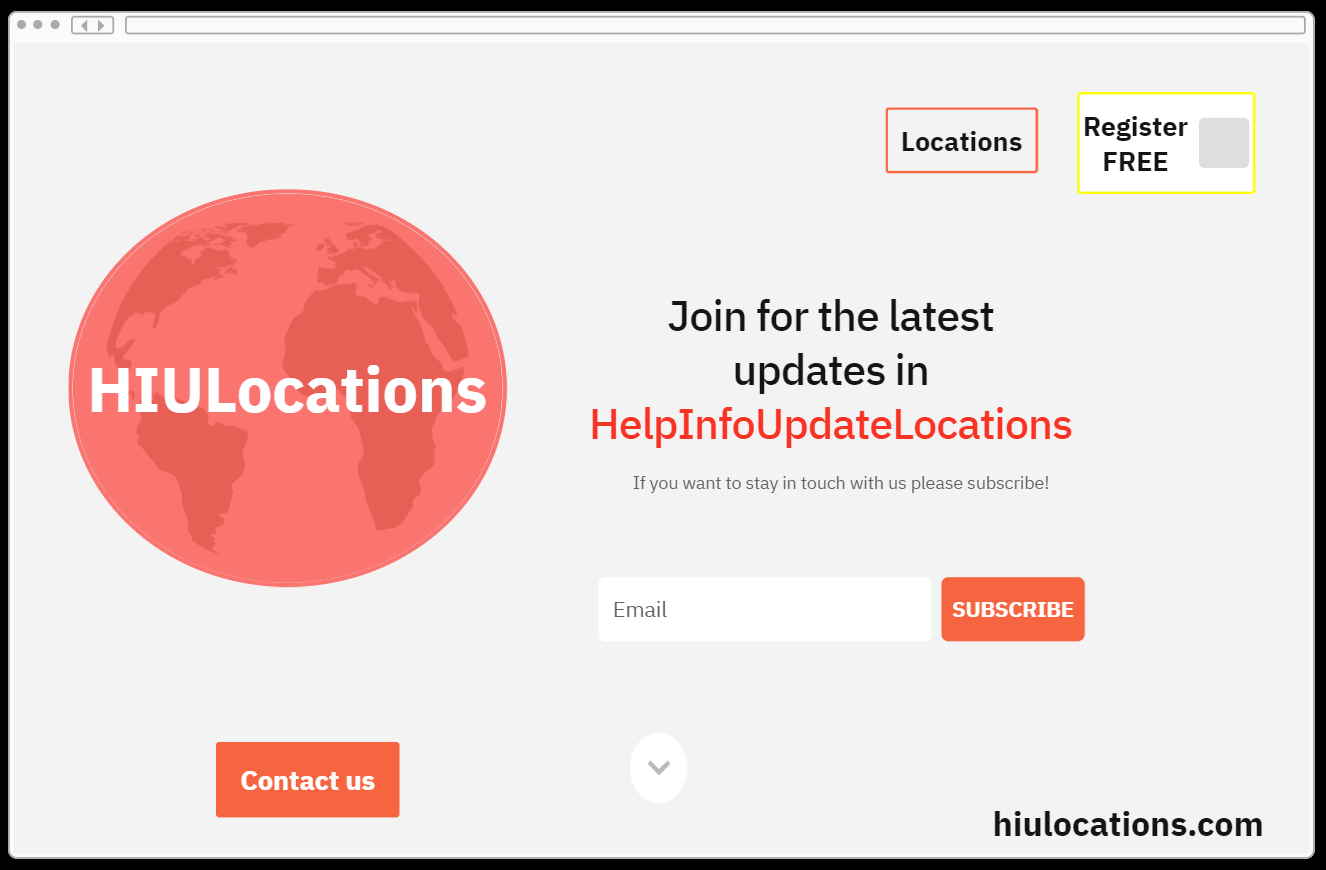 Locations
Register
FREE
HIULocations
Join for the latest
updates in
HelpInfoUpdateLocations
If you want to stay in touch with us please subscribe!
Email
SUBSCRIBE
Contact us
hiulocations.com